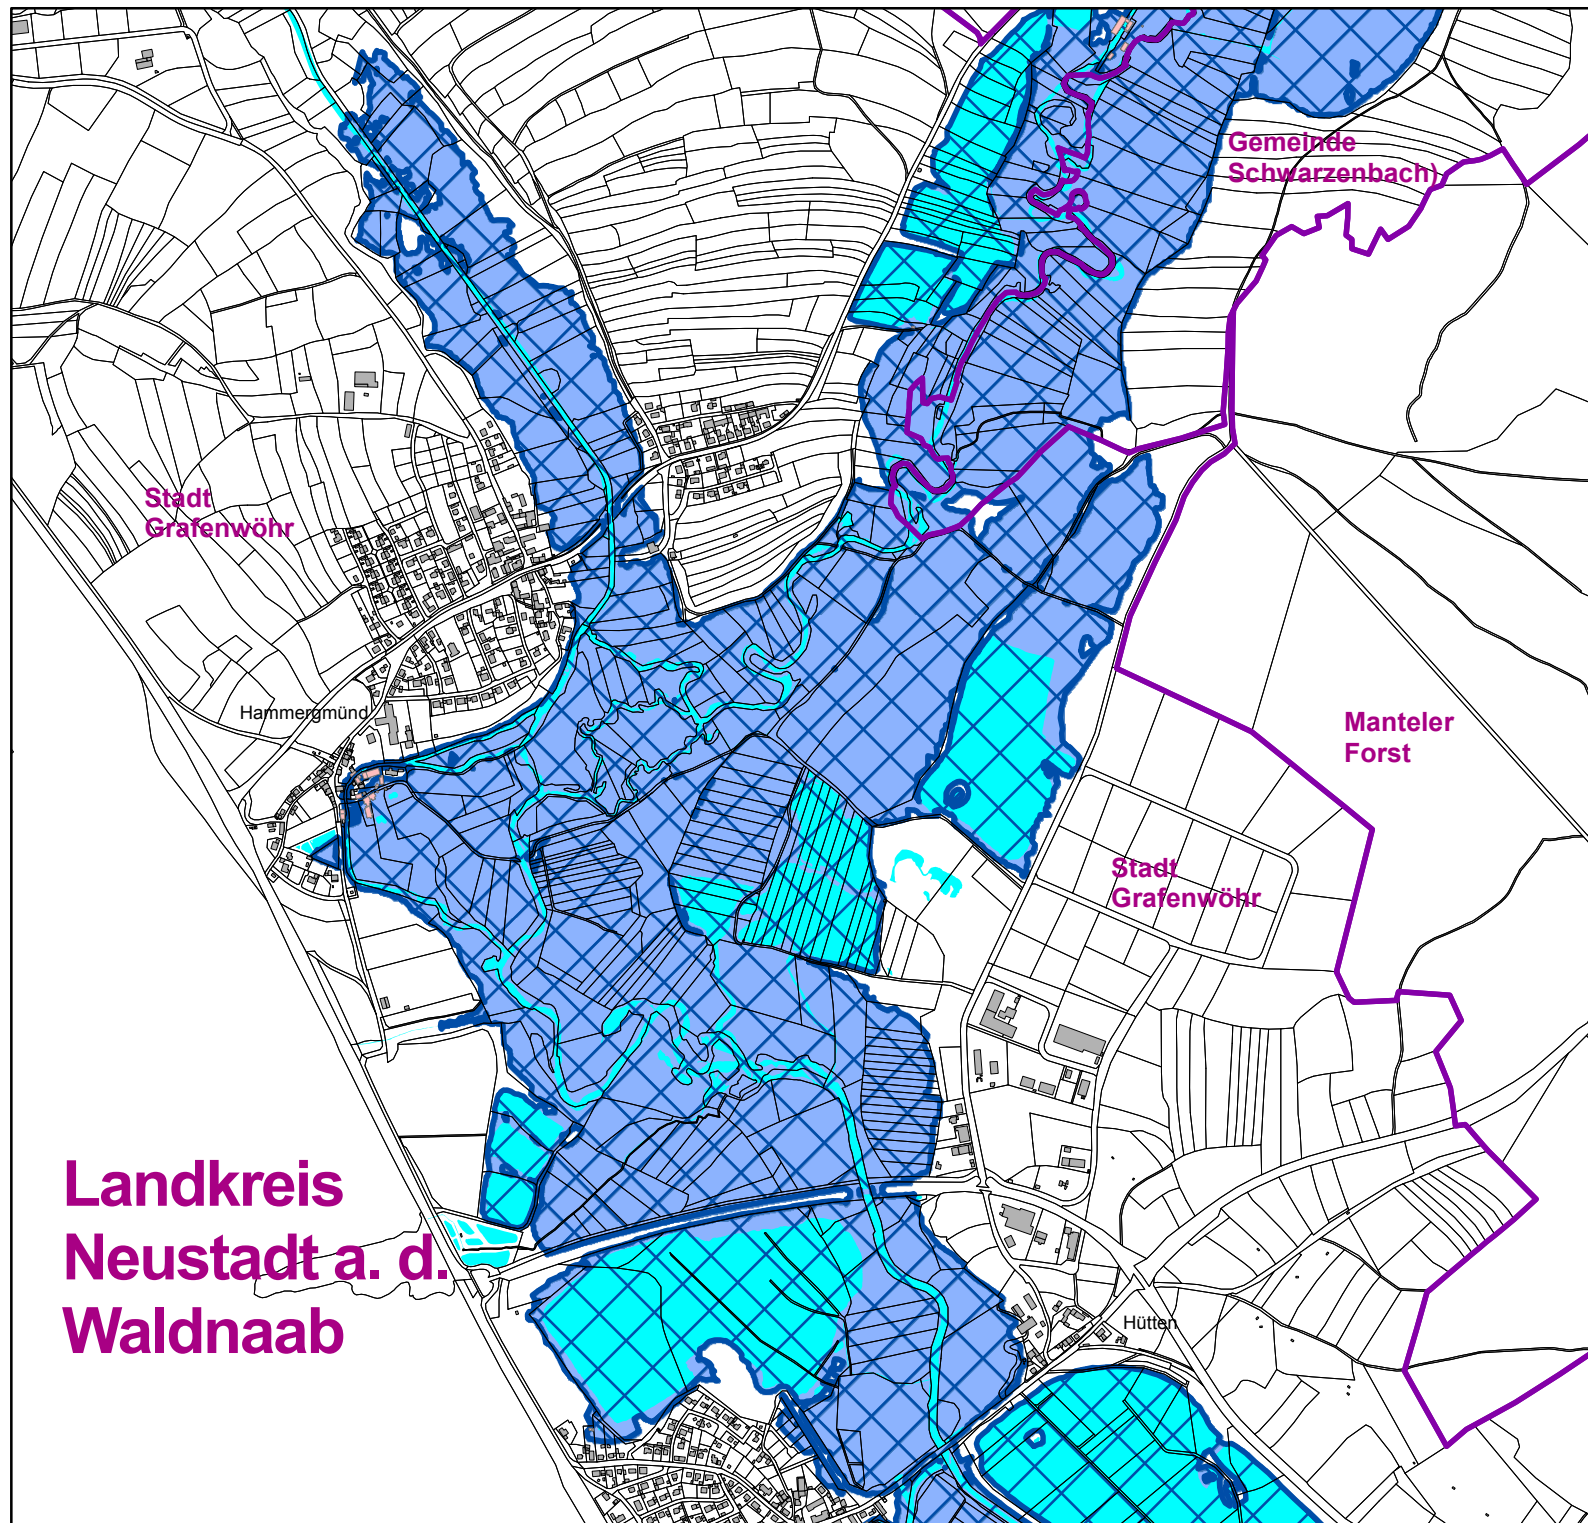 Gemeinde
Schwarzenbach)
Stadt
Grafenwöhr
Hammergmünd
Manteler
Forst
Stadt
Grafenwöhr
Landkreis
Neustadt a. d.
Waldnaab
Hütten